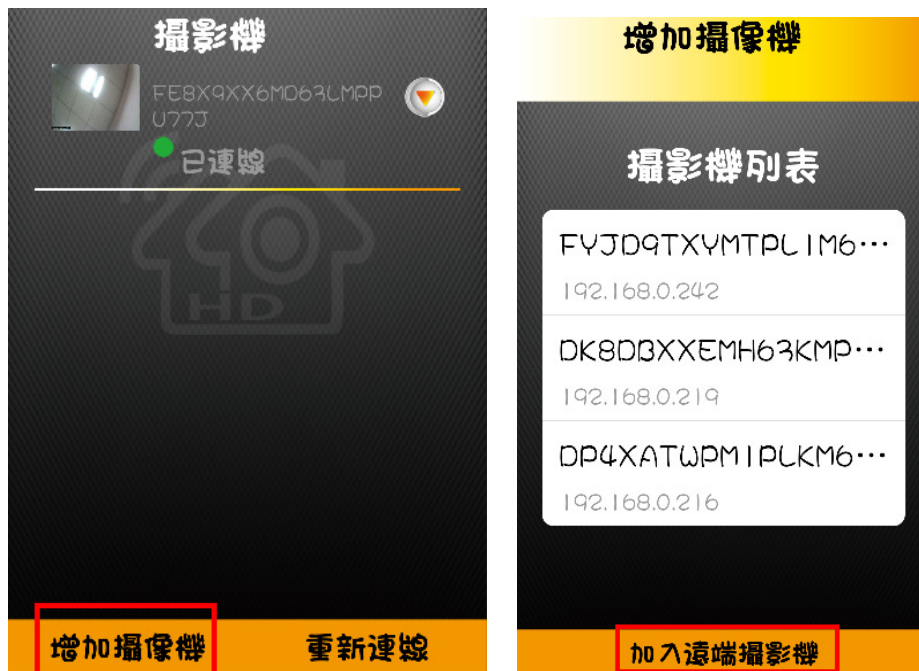 攝影機
FE8X9XX6MD63LMPP
U77J
已連線
HD
增加攝像機
重新連線
增加攝像機
攝影機列表
FYJD9TXYMTPL1M6...
192.168.0.242
DK8DBXXEMH63KMP...
192.168.0.219
DP4XATWPM1PLKM6...
192.168.0.216
加入遠端攝影機